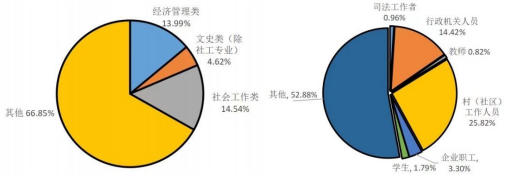 经济管理类
13.99%
文史类（除
社工专业）
4.62%
社会工作类
14.54%
其他 66.85%
司法工作者
0.96%
行政机关人员
14.42%
教师 0.82%
村（社区）
工作人员
25.82%
企业职工,
3.30%
学生, 1.79%
其他, 52.88%